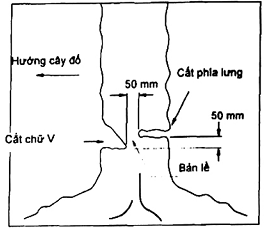 Hướng cây đổ
50 mm
Cắt phía lưng
50 mm
Cắt chữ V
Bản lề